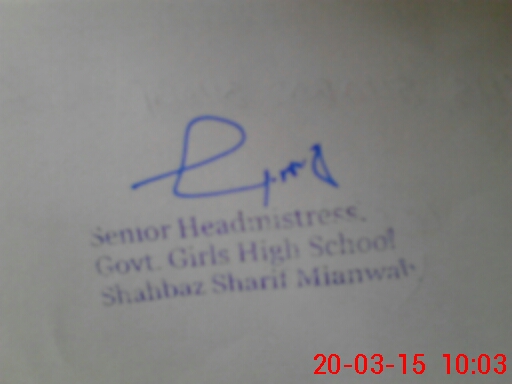 Senior Headmistress.
Govt. Girls High School
Shahbaz Sharif Mianwali
20-03-15 10:03